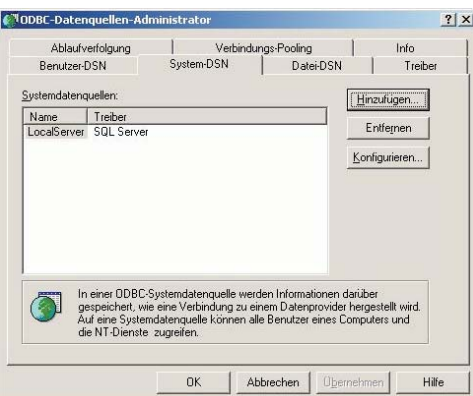 ODBC-Datenquellen-Administrator
Ablaufverfolgung Verbindungs-Pooling Info
Benutzer-DSN System-DSN Datei-DSN Treiber
Systemdatenquellen:
Name Treiber
LocalServer SQL Server
Hinzufügen...
Entfernen
Konfigurieren...
In einer ODBC-Systemdatenquelle werden Informationen darüber
gespeichert, wie eine Verbindung zu einem Datenprovider hergestellt wird.
Auf eine Systemdatenquelle können alle Benutzer eines Computers und
die NT-Dienste zugreifen.
OK Abbrechen Übernehmen Hilfe